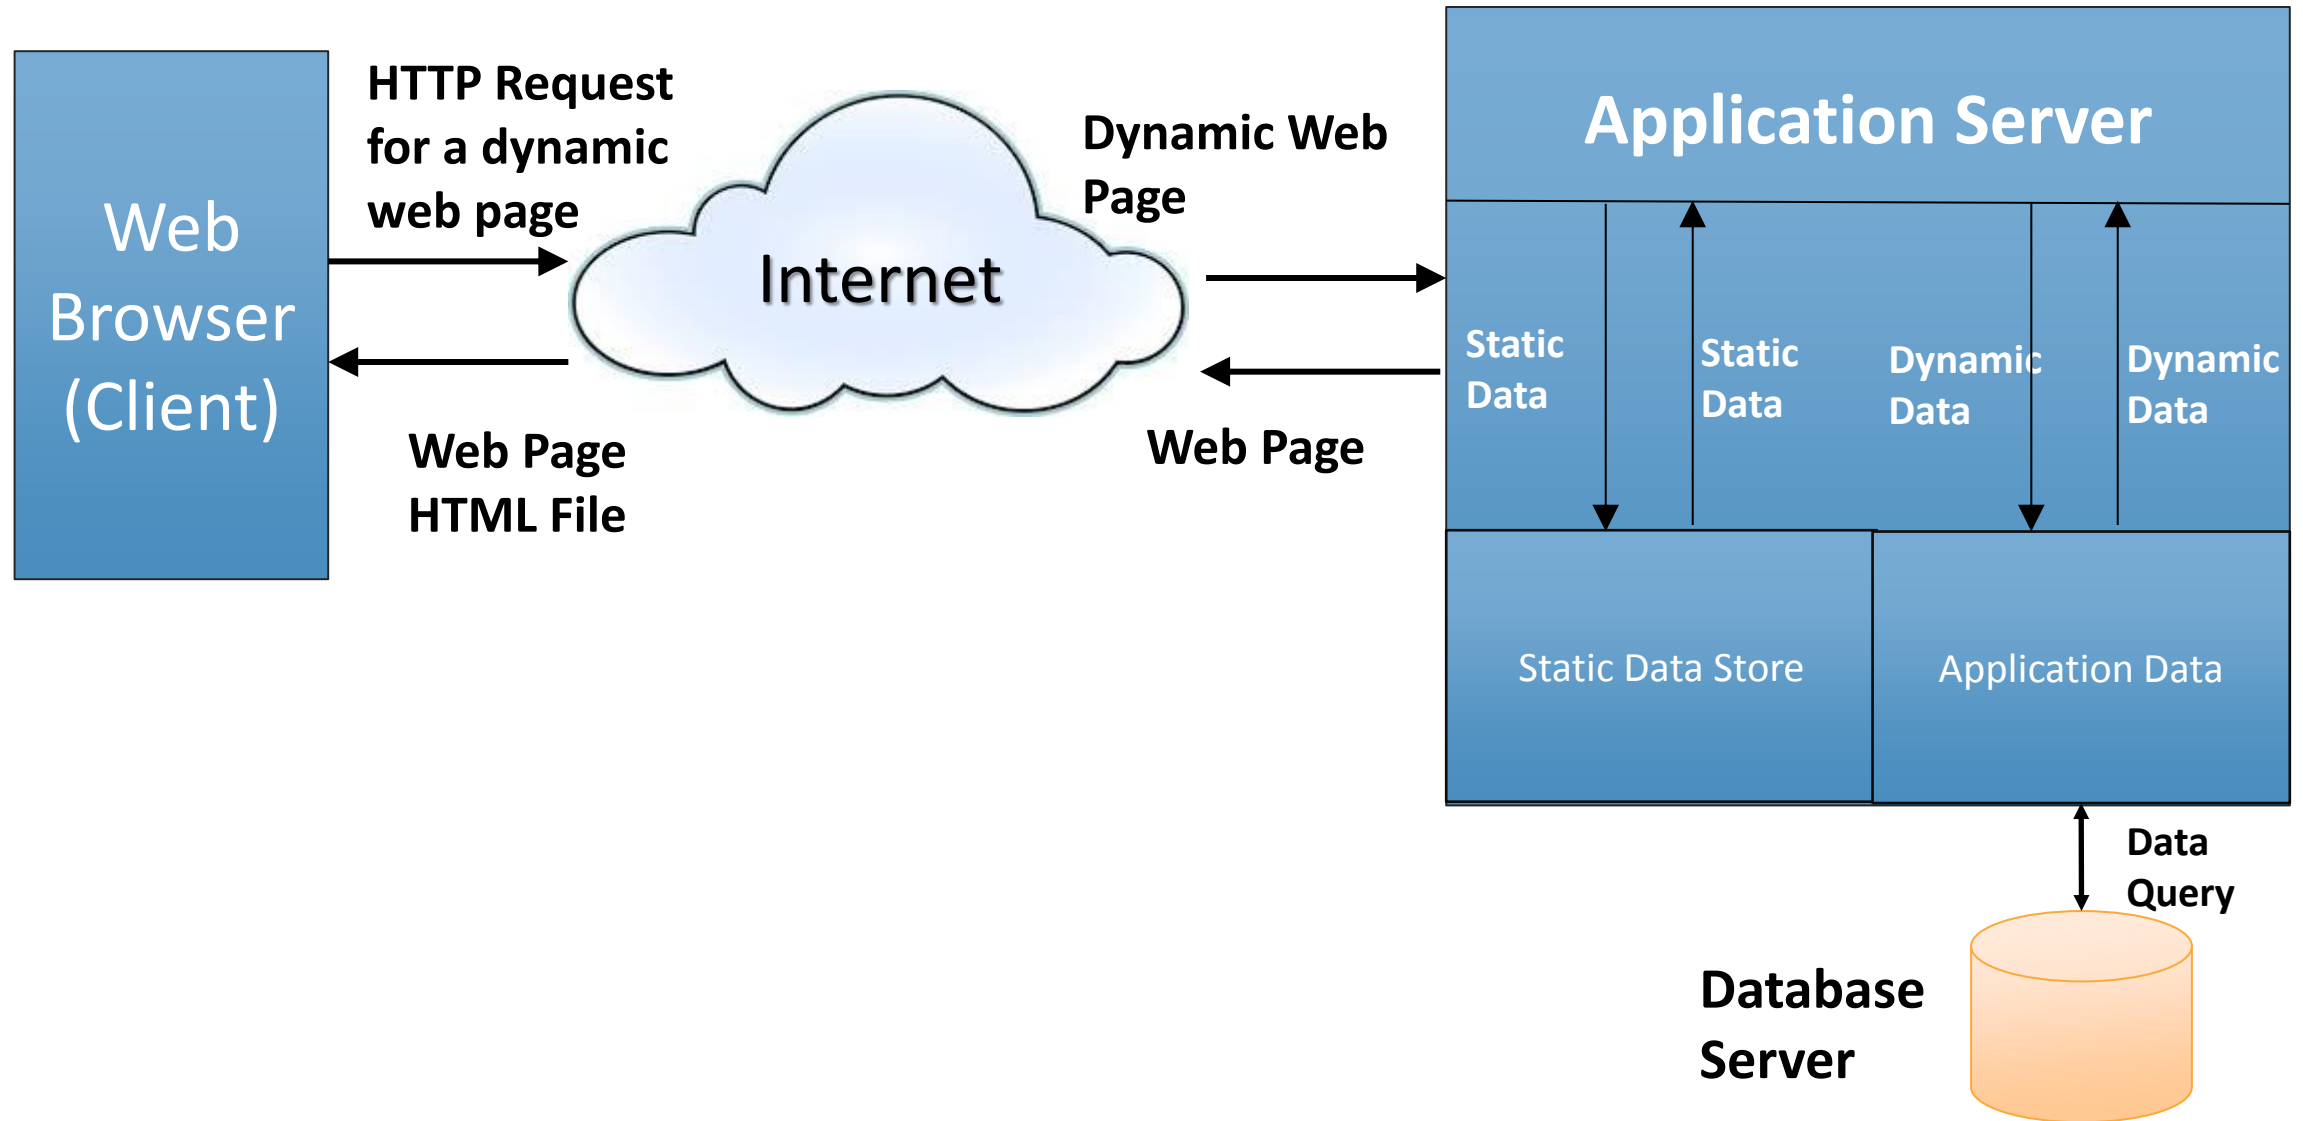 Web
Browser
(Client)
HTTP Request
for a dynamic
web page
Web Page
HTML File
Internet
Dynamic Web
Page
Web Page
Application Server
Static
Data
Static
Data
Dynamic
Data
Dynamic
Data
Static Data Store
Application Data
Data
Query
Database
Server